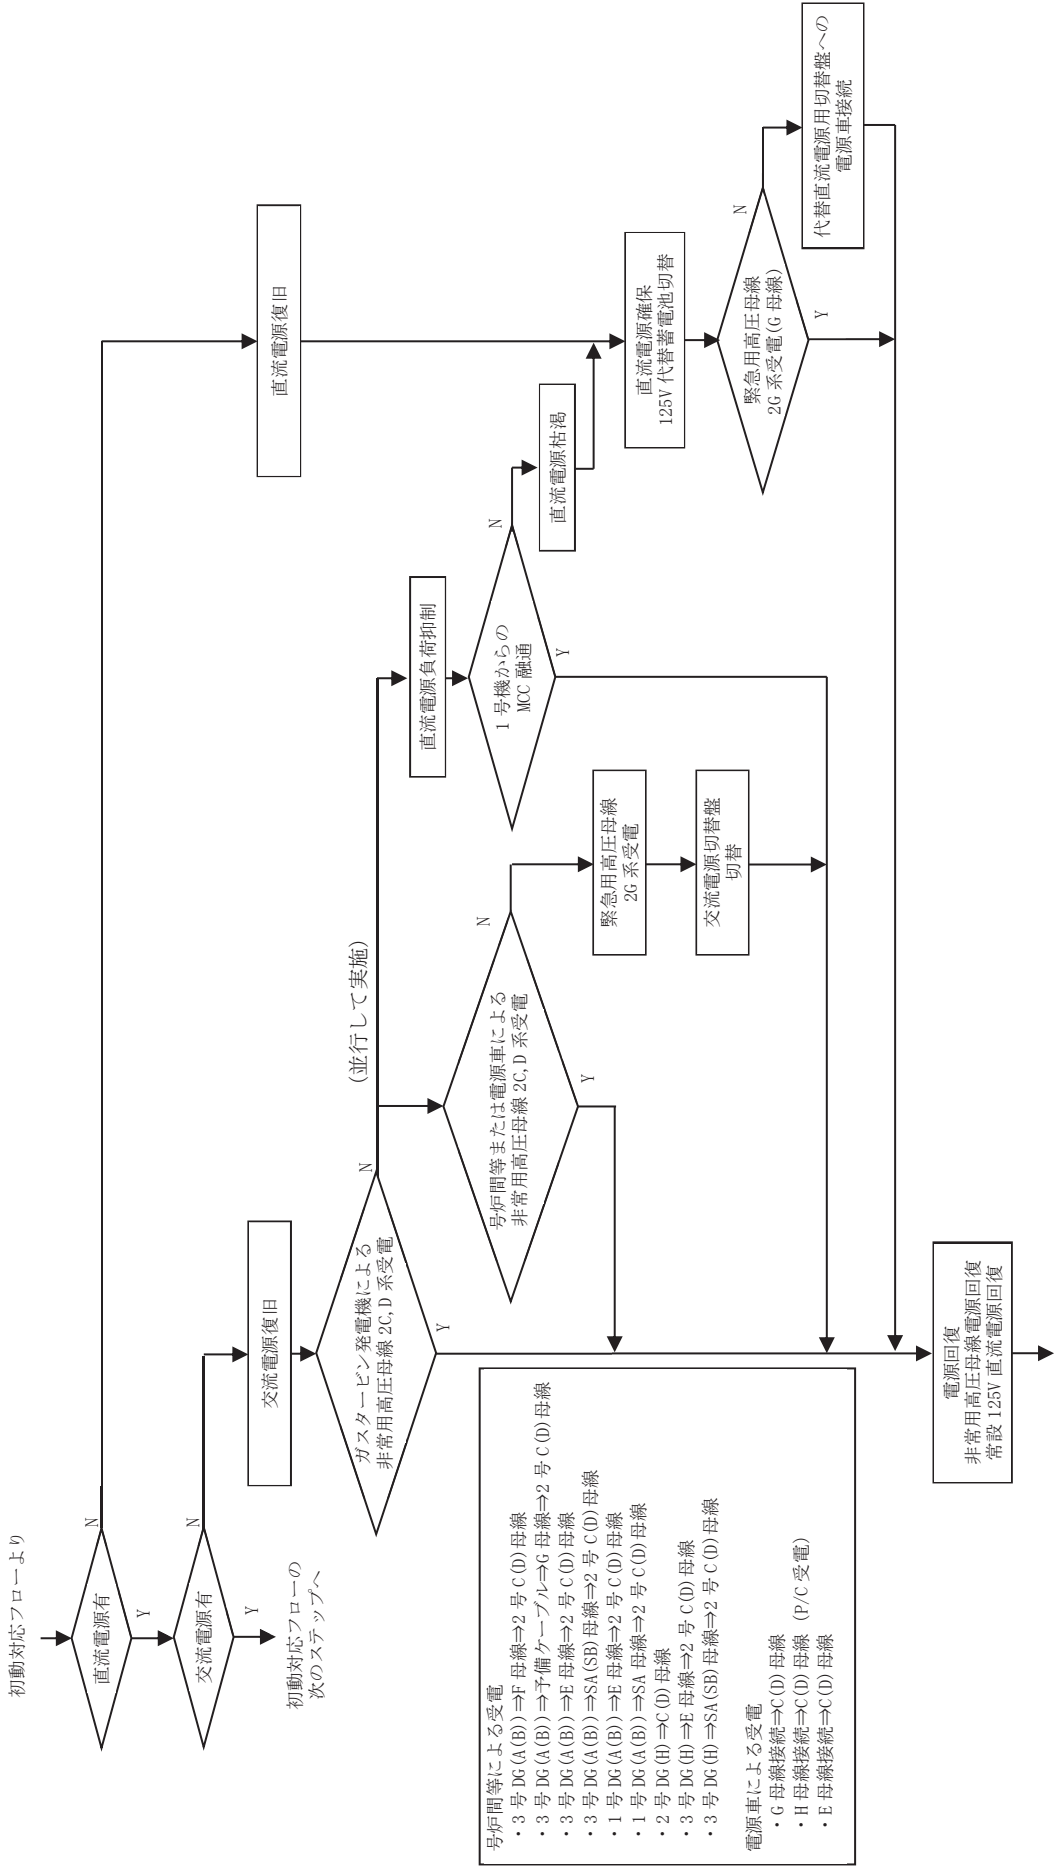 初動対応フローより
直流電源有
N
Y
交流電源有
N
Y
初動対応フローの
次のステップへ
交流電源復旧
ガスタービン発電機による
非常用高圧母線 2C,D 系受電
N
Y
(並行して実施)
号炉間等または電源車による
非常用高圧母線 2C,D 系受電
N
Y
緊急用高圧母線
2G 系受電
交流電源切替盤
切替
直流電源負荷抑制
1 号機からの
MCC 融通
N
Y
直流電源枯渇
直流電源復旧
直流電源確保
125V 代替蓄電池切替
緊急用高圧母線
2G 系受電(G 母線)
N
Y
代替直流電源用切替盤への
電源車接続
電源回復
非常用高圧母線電源回復
常設 125V 直流電源回復
号炉間等による受電
・3 号 DG(A(B))⇒F 母線⇒2 号 C(D)母線
・3 号 DG(A(B))⇒予備ケーブル⇒G 母線⇒2 号 C(D)母線
・3 号 DG(A(B))⇒E 母線⇒2 号 C(D)母線
・3 号 DG(A(B))⇒SA(SB)母線⇒2 号 C(D)母線
・1 号 DG(A(B))⇒E 母線⇒2 号 C(D)母線
・1 号 DG(A(B))⇒SA 母線⇒2 号 C(D)母線
・2 号 DG(H)⇒C(D)母線
・3 号 DG(H)⇒E 母線⇒2 号 C(D)母線
・3 号 DG(H)⇒SA(SB)母線⇒2 号 C(D)母線
電源車による受電
・G 母線接続⇒C(D)母線
・H 母線接続⇒C(D)母線 (P/C 受電)
・E 母線接続⇒C(D)母線